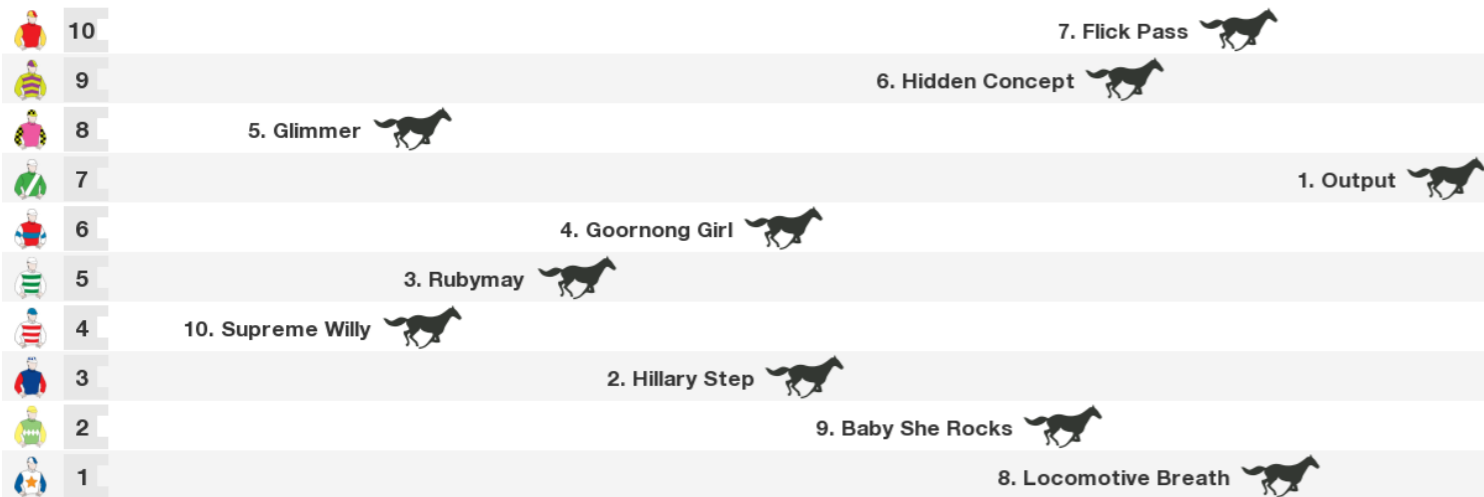 10 7. Flick Pass
9 6. Hidden Concept
8 5. Glimmer
7 1. Output
6 4. Goornong Girl
5 3. Rubymay
4 10. Supreme Willy
3 2. Hillary Step
2 9. Baby She Rocks
1 8. Locomotive Breath